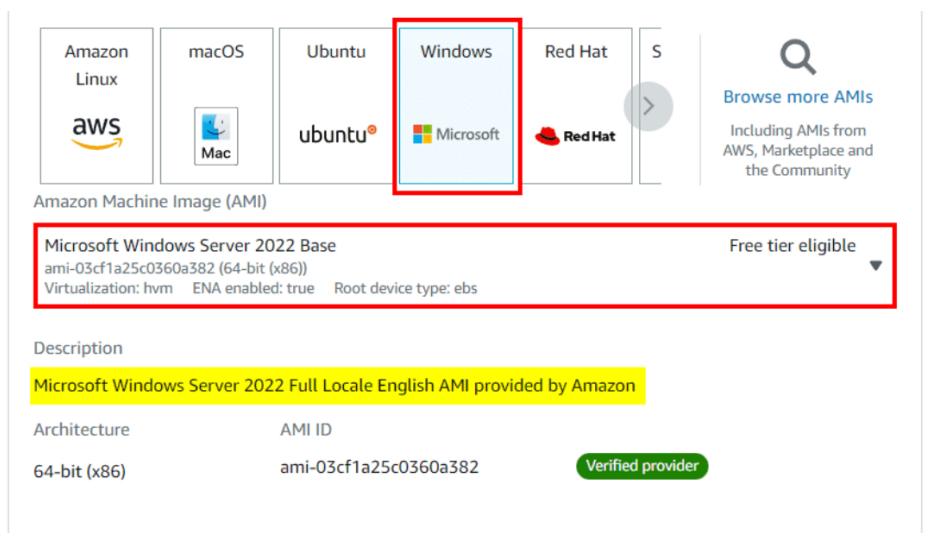 Amazon
Linux
aws
macOS
Mac
Ubuntu
ubuntu®
Windows
Microsoft
Red Hat
Red Hat
S
Browse more AMIs
Including AMIs from
AWS, Marketplace and
the Community
Amazon Machine Image (AMI)
Microsoft Windows Server 2022 Base
Free tier eligible
ami-03cf1a25c0360a382 (64-bit (x86))
Virtualization: hvm ENA enabled: true Root device type: ebs
Description
Microsoft Windows Server 2022 Full Locale English AMI provided by Amazon
Architecture
AMI ID
64-bit (x86)
ami-03cf1a25c0360a382
Verified provider